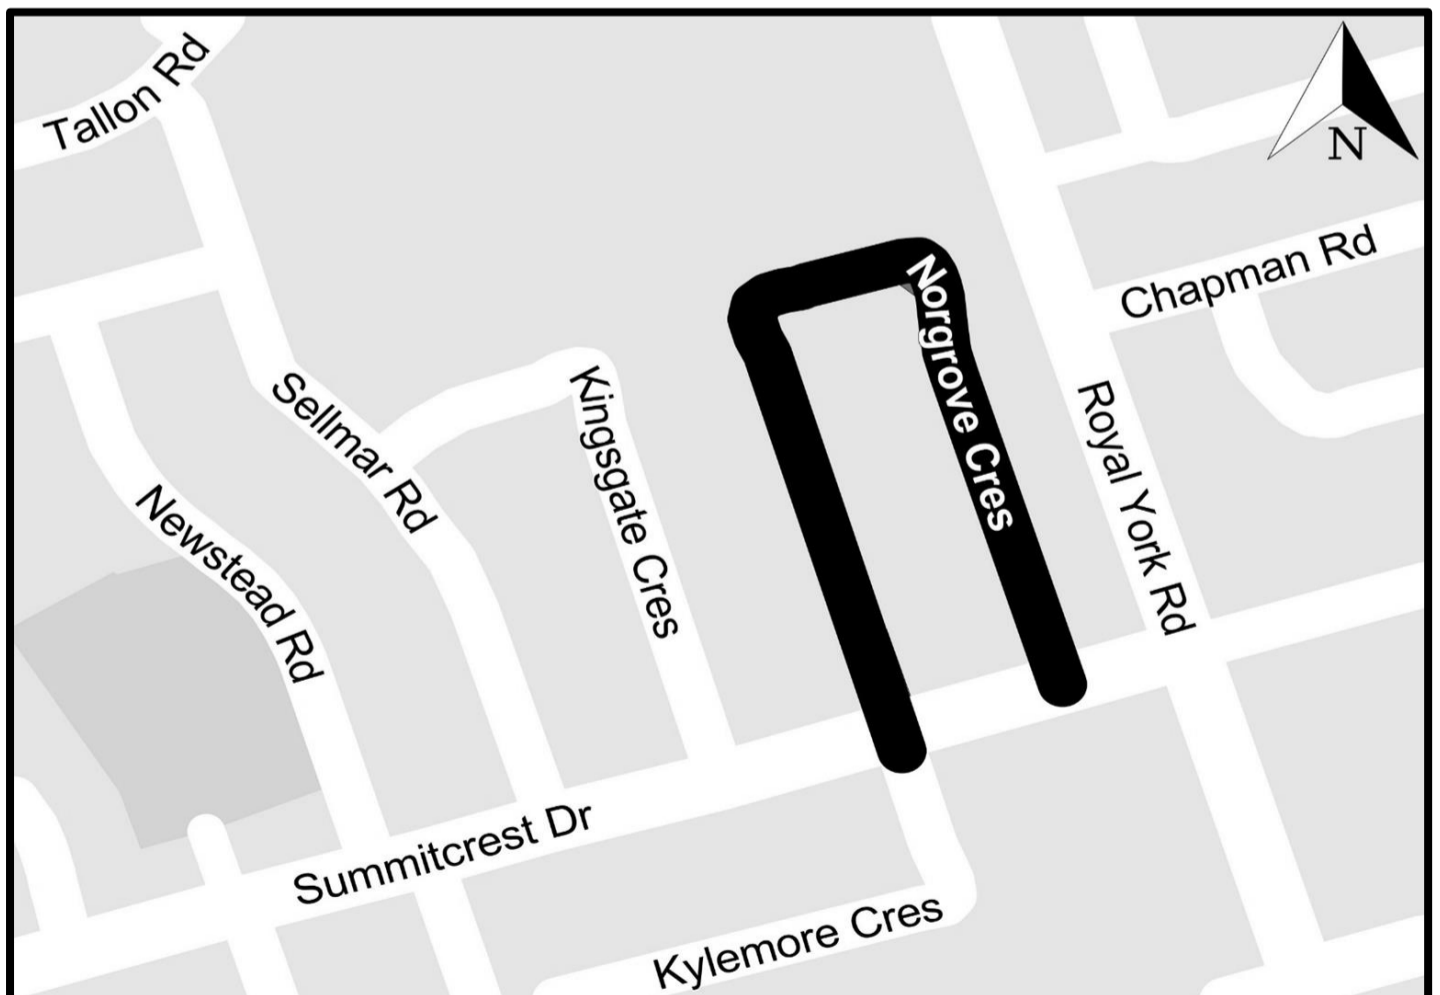 Tallon Rd
N
Chapman Rd
Norgrove Cres
Sellmar Rd
Kingsgate Cres
Royal York Rd
Newstead Rd
Summitcrest Dr
Kylemore Cres